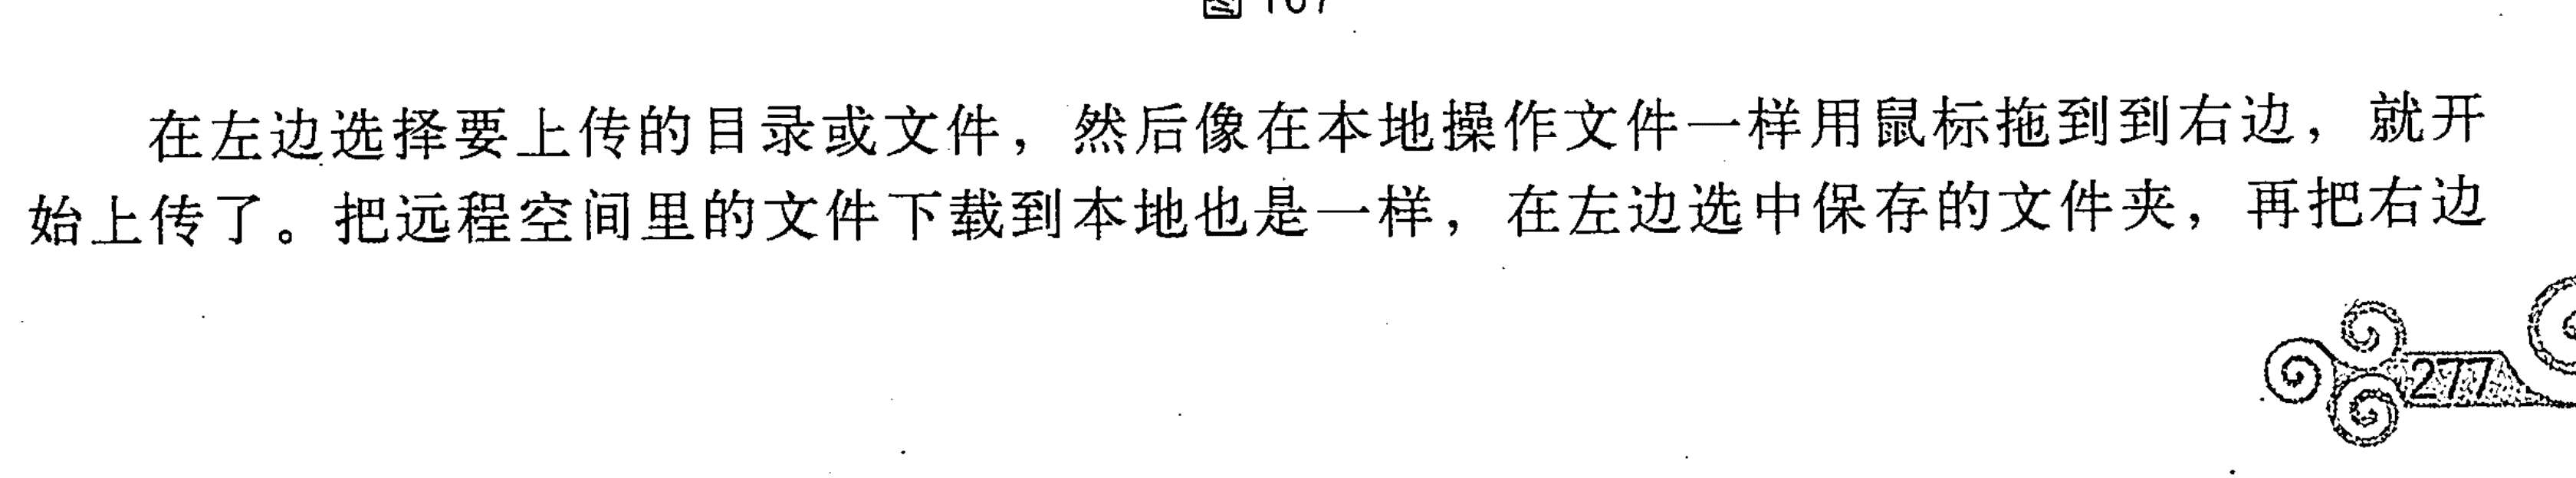 图 167
在左边选择要上传的目录或文件，然后像在本地操作文件一样用鼠标拖到到右边，就开
始上传了。把远程空间里的文件下载到本地也是一样，在左边选中保存的文件夹，再把右边
277